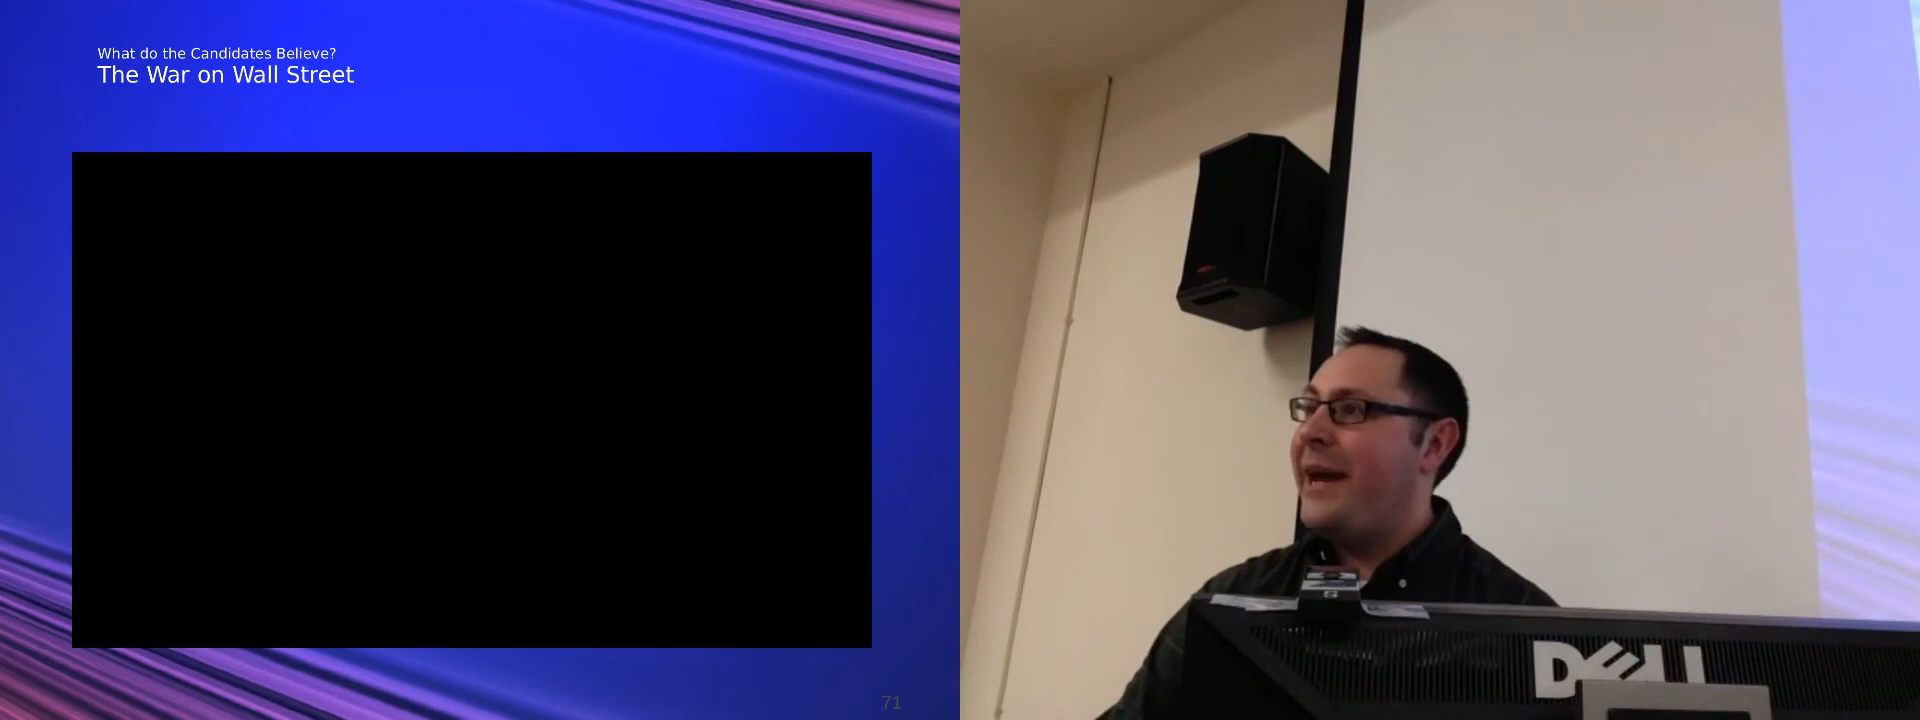 What do the Candidates Believe?
The War on Wall Street
71
DELL